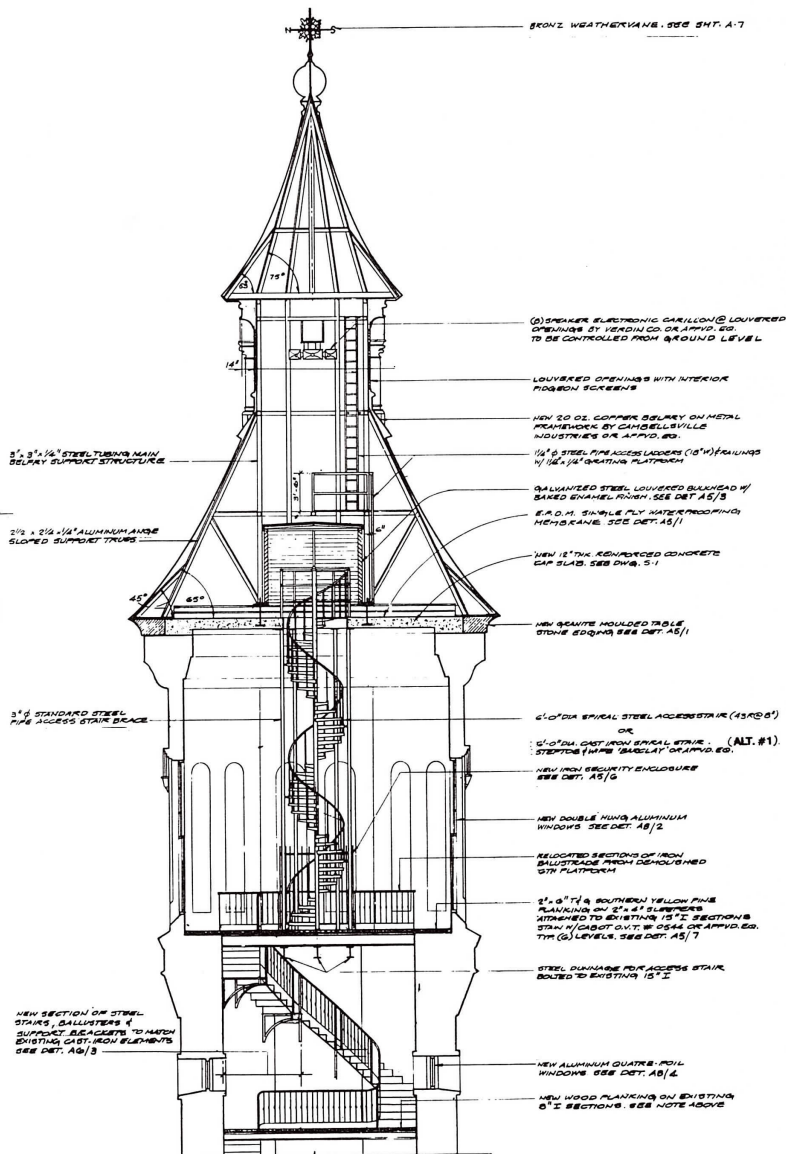 N S
BRONZ WEATHERVANE. SEE SHT. A-7
63
75°
(8) SPEAKER ELECTRONIC CARILLON @ LOUVERED
OPENINGS BY VERDIN CO. OR APPVD. EQ.
TO BE CONTROLLED FROM GROUND LEVEL
14"
LOUVERED OPENINGS WITH INTERIOR
PIDGEON SCREENS
NEW 20 OZ. COPPER BELFRY ON METAL
FRAMEWORK BY CAMBELLSVILLE
INDUSTRIES OR APPVD. EQ.
3" x 3" x 1/4" STEEL TUBING MAIN
BELFRY SUPPORT STRUCTURE
1 1/4" ϕ STEEL PIPE ACCESS LADDERS (18"W) & RAILINGS
GRATING PLATFORM
3'-6"
GALVANIZED STEEL LOUVERED BULKHEAD W/
BAKED ENAMEL FINISH. SEE DET A5/3
6"
E.P.D.M. SINGLE PLY WATERPROOFING
MEMBRANE. SEE DET. A5/1
2 1/2 x 2 1/2 x 1/4" ALUMINUM ANGE
SLOPED SUPPORT TRUSS
NEW 12" THK. REINFORCED CONCRETE
CAP SLAB. SEE DWG. S-1
45°
65°
NEW GRANITE MOULDED TABLE
STONE EDGING SEE DET. A5/1
3" ϕ STANDARD STEEL
PIPE ACCESS STAIR BRACE
6'-0" DIA SPIRAL STEEL ACCESS STAIR (43R@8")
OR
6'-0" DIA. CAST IRON SPIRAL STAIR. (ALT. #1)
STEPTOE & WIFE 'BARCLAY' OR APPVD. EQ.
NEW IRON SECURITY ENCLOSURE
SEE DET. A5/6
NEW DOUBLE HUNG ALUMINUM
WINDOWS SEE DET. A8/2
RELOCATED SECTIONS OF IRON
BALUSTRADE FROM DEMOLISHED
6TH PLATFORM
2" x 6" T&G SOUTHERN YELLOW PINE
PLANKING ON 2" x 4" SLEEPERS
ATTACHED TO EXISTING 15" I SECTIONS
STAIN W/ CABOT O.V.T. # 0544 OR APPVD. EQ.
TYP. (6) LEVELS. SEE DET. A5/7
STEEL DUNNAGE FOR ACCESS STAIR
BOLTED TO EXISTING 15" I
NEW SECTION OF STEEL
STAIRS, BALLUSTERS &
SUPPORT BRACKETS TO MATCH
EXISTING CAST-IRON ELEMENTS
SEE DET. A6/3
NEW ALUMINUM QUATRE-FOIL
WINDOWS SEE DET. A8/4
NEW WOOD PLANKING ON EXISTING
8" I SECTIONS. SEE NOTE ABOVE